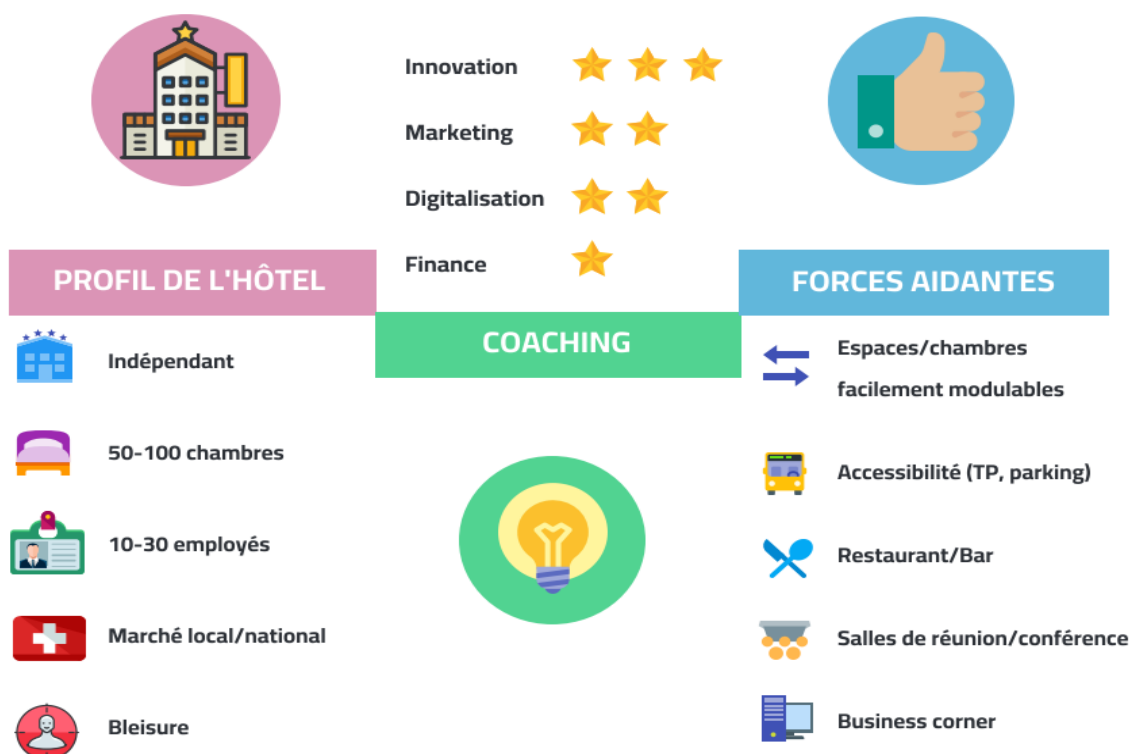 Innovation
Marketing
Digitalisation
Finance
PROFIL DE L'HÔTEL
Indépendant
50-100 chambres
10-30 employés
Marché local/national
Bleisure
COACHING
FORCES AIDANTES
Espaces/chambres
facilement modulables
Accessibilité (TP, parking)
Restaurant/Bar
Salles de réunion/conférence
Business corner